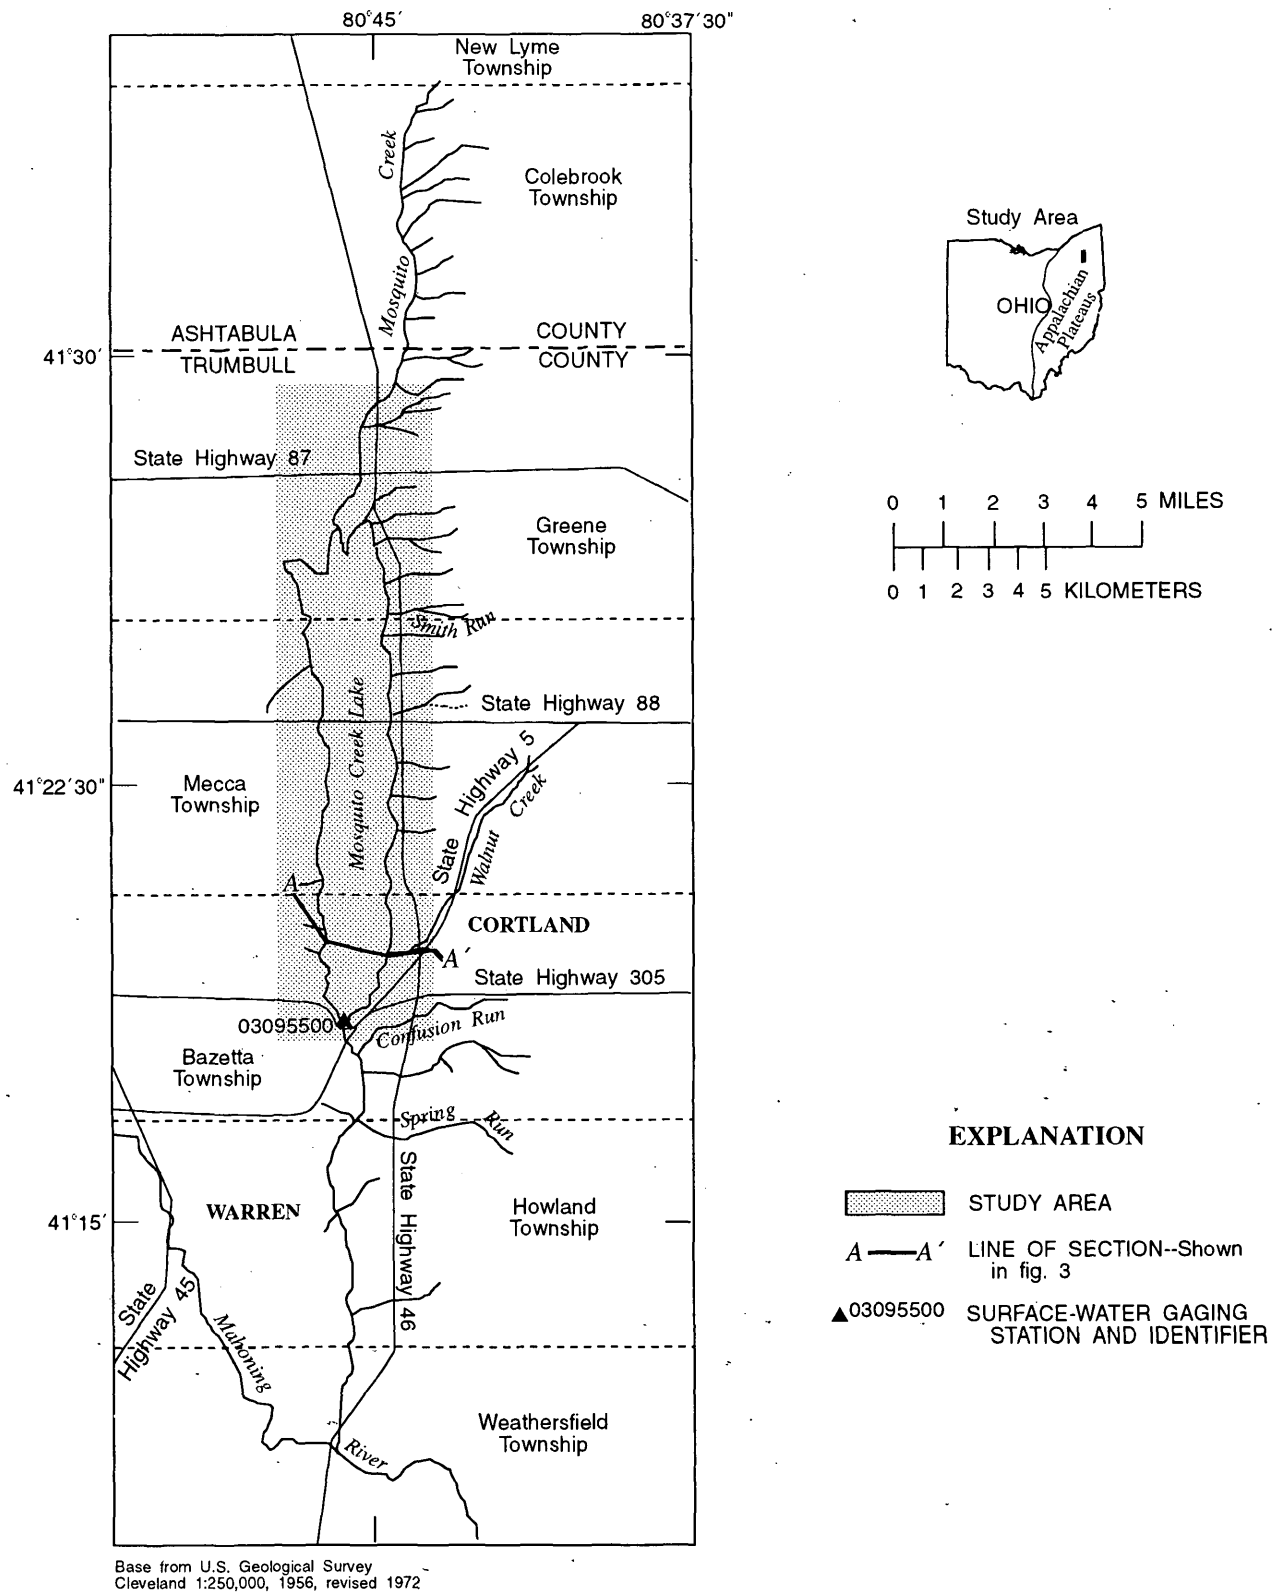 80°45′
80°37′30"
New Lyme
Township
Creek
Colebrook
Township
Mosquito
ASHTABULA
COUNTY
41°30′
TRUMBULL
COUNTY
State Highway 87
Greene
Township
Smith Run
State Highway 88
Mosquito Creek Lake
State Highway 5
Walnut Creek
41°22′30"
Mecca
Township
A
CORTLAND
A′
State Highway 305
03095500
Confusion Run
Bazetta
Township
Spring Run
State Highway 46
WARREN
Howland
Township
41°15′
State
Highway 45
Mahoning
River
Weathersfield
Township
Base from U.S. Geological Survey
Cleveland 1:250,000, 1956, revised 1972
Study Area
OHIO
Appalachian
Plateaus
0 1 2 3 4 5 MILES
0 1 2 3 4 5 KILOMETERS
EXPLANATION
STUDY AREA
A A′ LINE OF SECTION--Shown
in fig. 3
03095500 SURFACE-WATER GAGING
STATION AND IDENTIFIER